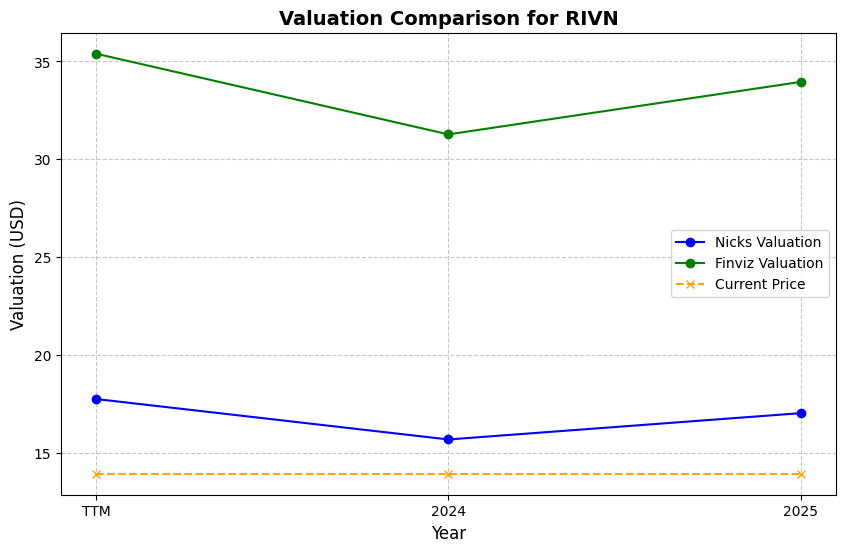 Valuation Comparison for RIVN
Valuation (USD)
35
30
25
20
15
Nicks Valuation
Finviz Valuation
Current Price
TTM
2024
2025
Year